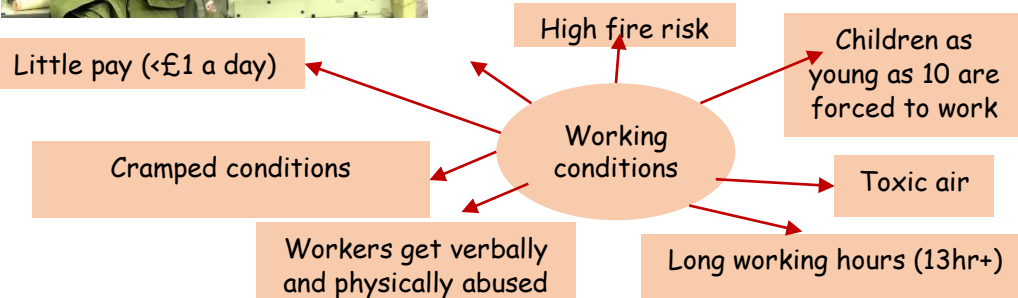 High fire risk
Little pay (<£1 a day)
Children as
young as 10 are
forced to work
Working
conditions
Cramped conditions
Toxic air
Workers get verbally
and physically abused
Long working hours (13hr+)